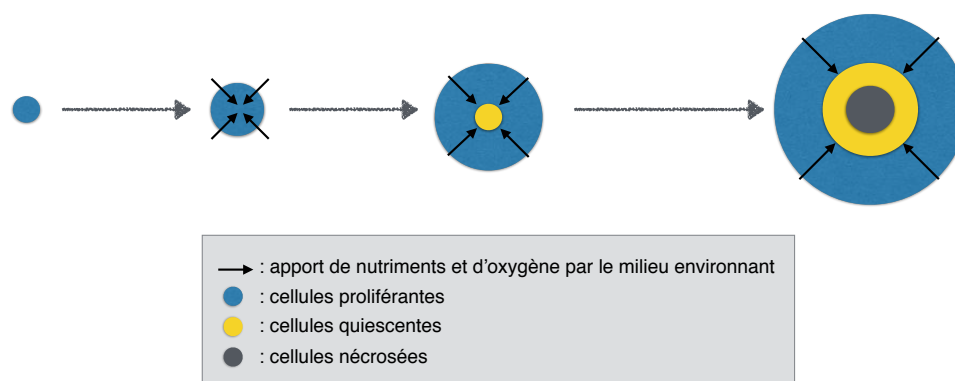 : apport de nutriments et d'oxygène par le milieu environnant
: cellules proliférantes
: cellules quiescentes
: cellules nécrosées